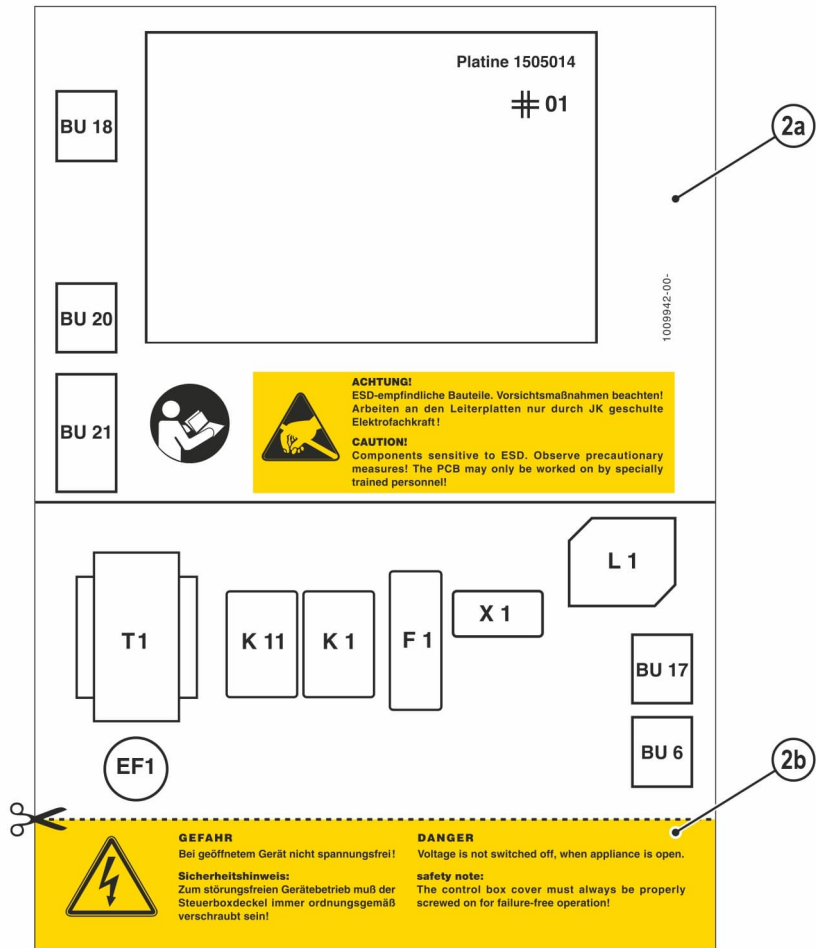 Platine 1505014
# 01
BU 18
2a
1009942-00-
BU 20
BU 21
ACHTUNG!
ESD-empfindliche Bauteile. Vorsichtsmaßnahmen beachten!
Arbeiten an den Leiterplatten nur durch JK geschulte
Elektrofachkraft!
CAUTION!
Components sensitive to ESD. Observe precautionary
measures! The PCB may only be worked on by specially
trained personnel!
L 1
T1
K 11
K 1
F 1
X 1
BU 17
BU 6
EF1
2b
GEFAHR
Bei geöffnetem Gerät nicht spannungsfrei!
Sicherheitshinweis:
Zum störungsfreien Gerätebetrieb muß der
Steuerboxdeckel immer ordnungsgemäß
verschraubt sein!
DANGER
Voltage is not switched off, when appliance is open.
safety note:
The control box cover must always be properly
screwed on for failure-free operation!